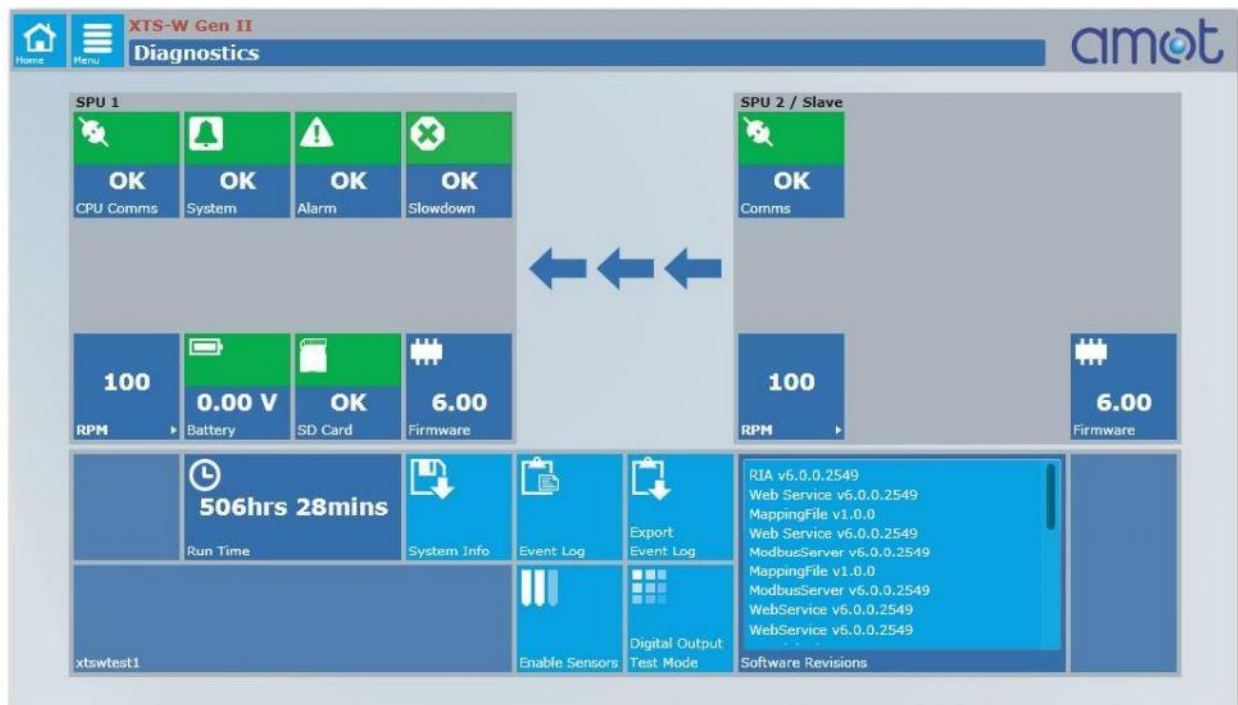 XTS-W Gen II
Home
Menu
Diagnostics
amot
SPU 1
OK
CPU Comms
OK
System
OK
Alarm
OK
Slowdown
SPU 2 / Slave
OK
Comms
100
RPM
0.00 V
Battery
OK
SD Card
6.00
Firmware
100
RPM
6.00
Firmware
506hrs 28mins
Run Time
System Info
Event Log
Export
Event Log
RIA v6.0.0.2549
Web Service v6.0.0.2549
MappingFile v1.0.0
Web Service v6.0.0.2549
ModbusServer v6.0.0.2549
MappingFile v1.0.0
ModbusServer v6.0.0.2549
WebService v6.0.0.2549
WebService v6.0.0.2549
Software Revisions
xtswtest1
Enable Sensors
Digital Output
Test Mode